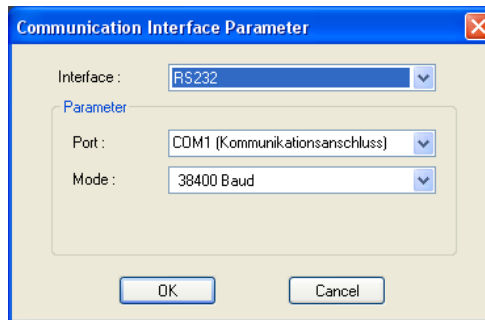 Communication Interface Parameter
Interface : RS232
Parameter
Port : COM1 (Kommunikationsanschluss)
Mode : 38400 Baud
OK Cancel